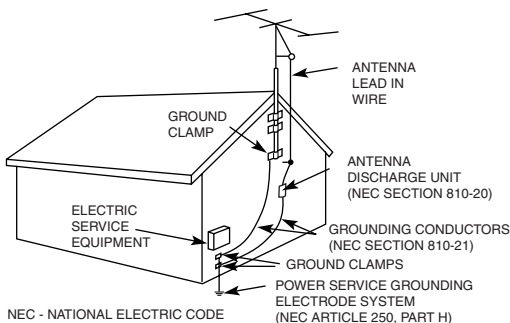 ANTENNA
LEAD IN
WIRE
GROUND
CLAMP
ANTENNA
DISCHARGE UNIT
(NEC SECTION 810-20)
ELECTRIC
SERVICE
EQUIPMENT
GROUNDING CONDUCTORS
(NEC SECTION 810-21)
GROUND CLAMPS
POWER SERVICE GROUNDING
ELECTRODE SYSTEM
(NEC ARTICLE 250, PART H)
NEC - NATIONAL ELECTRIC CODE